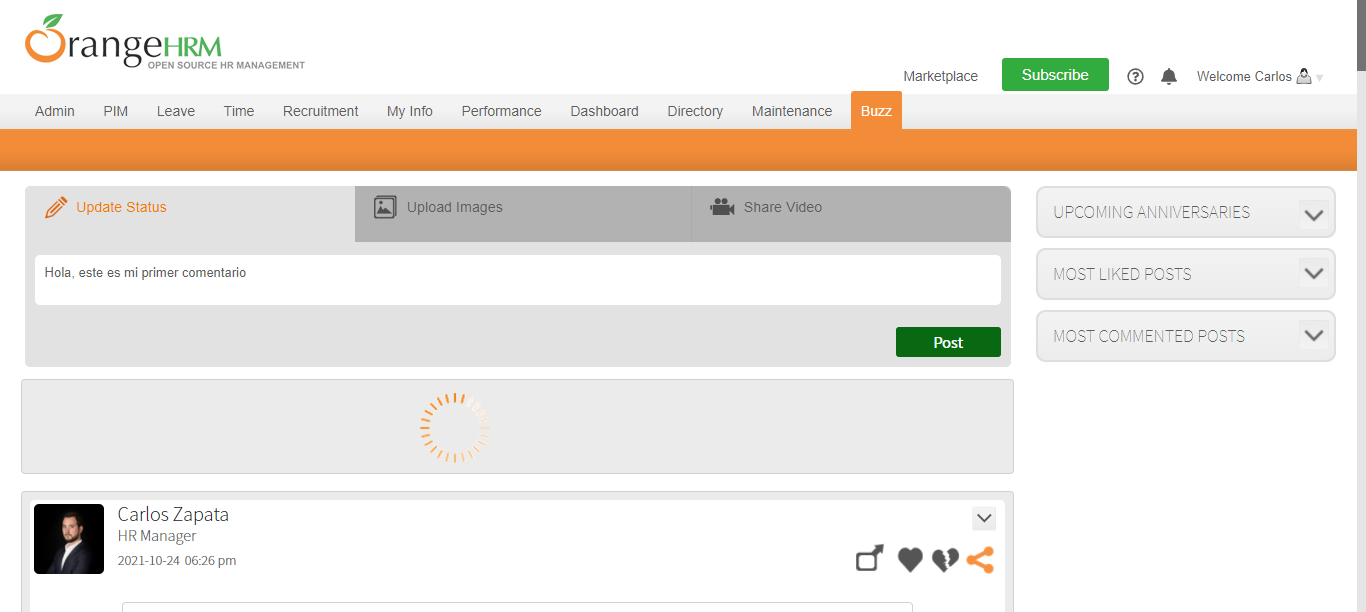 OrangeHRM
OPEN SOURCE HR MANAGEMENT
Marketplace
Subscribe
?
Welcome Carlos
Admin PIM Leave Time Recruitment My Info Performance Dashboard Directory Maintenance Buzz
Update Status
Upload Images
Share Video
Hola, este es mi primer comentario
Post
UPCOMING ANNIVERSARIES
MOST LIKED POSTS
MOST COMMENTED POSTS
Carlos Zapata
HR Manager
2021-10-24 06:26 pm